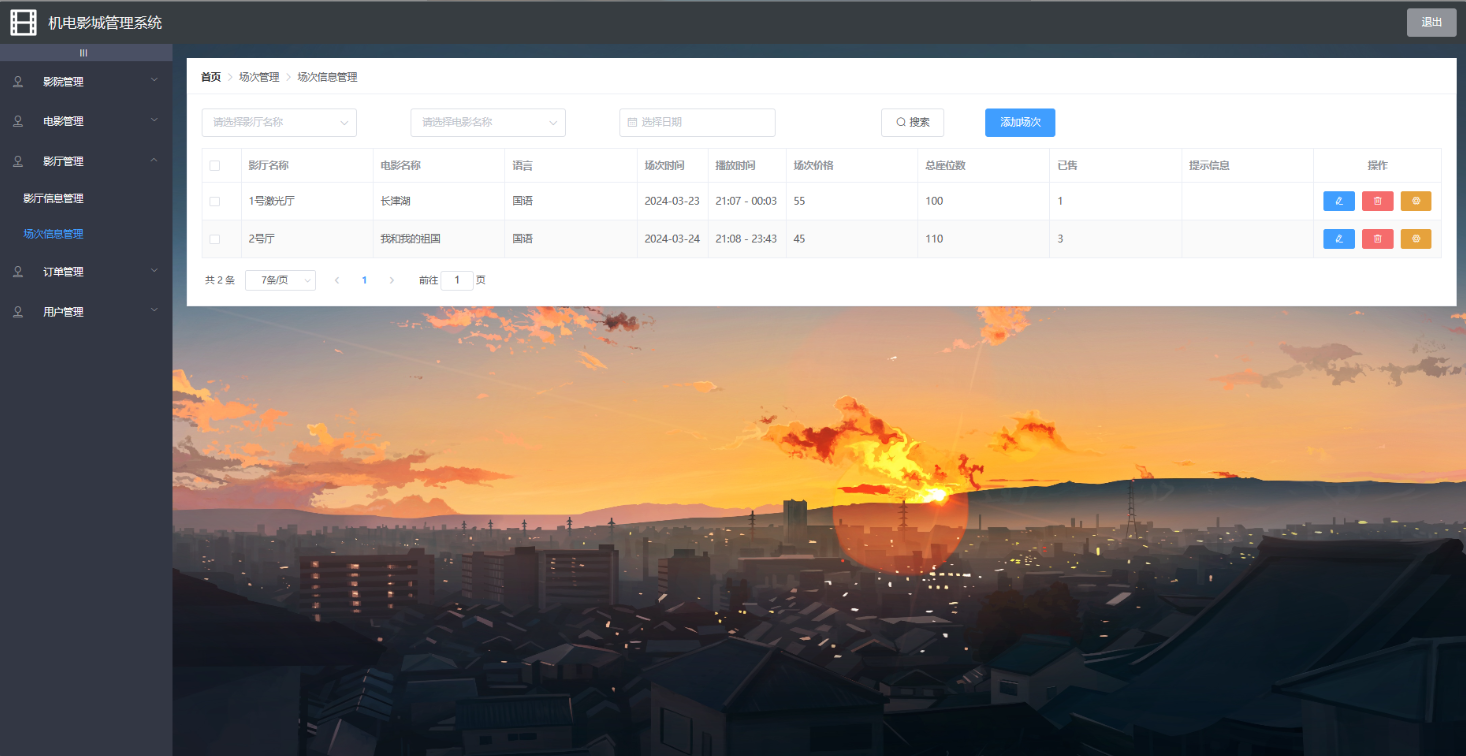 机电影城管理系统
退出
影院管理
电影管理
影厅管理
影厅信息管理
场次信息管理
订单管理
用户管理
首页 场次管理 场次信息管理
请选择影厅名称 请选择电影名称 选择日期 搜索 添加场次
影厅名称 电影名称 语言 场次时间 播放时间 场次价格 总座位数 已售 提示信息 操作
1号激光厅 长津湖 国语 2024-03-23 21:07 - 00:03 55 100 1
2号厅 我和我的祖国 国语 2024-03-24 21:08 - 23:43 45 110 3
共 2 条 7条/页 1 前往 1 页